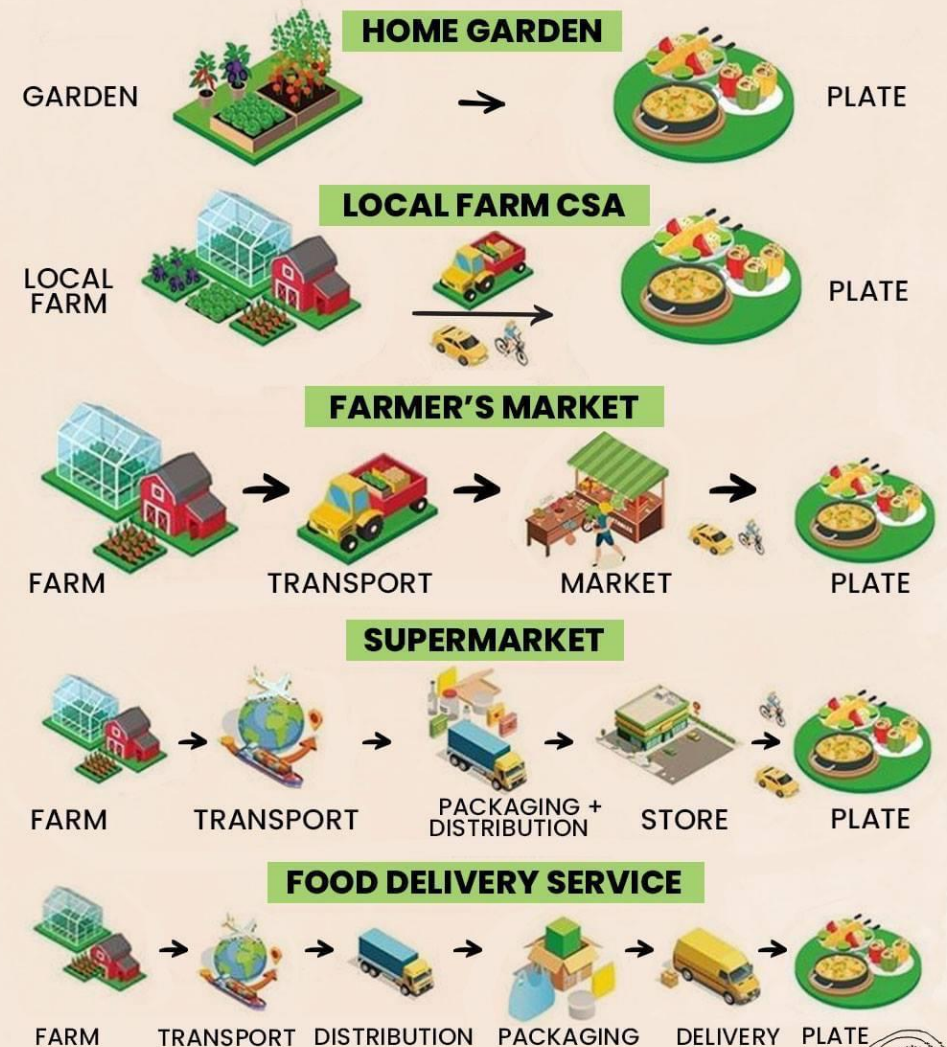 HOME GARDEN
GARDEN
PLATE
LOCAL FARM CSA
LOCAL
FARM
PLATE
FARMER'S MARKET
FARM
TRANSPORT
MARKET
PLATE
SUPERMARKET
FARM
TRANSPORT
PACKAGING +
DISTRIBUTION
STORE
PLATE
FOOD DELIVERY SERVICE
FARM
TRANSPORT
DISTRIBUTION
PACKAGING
DELIVERY
PLATE